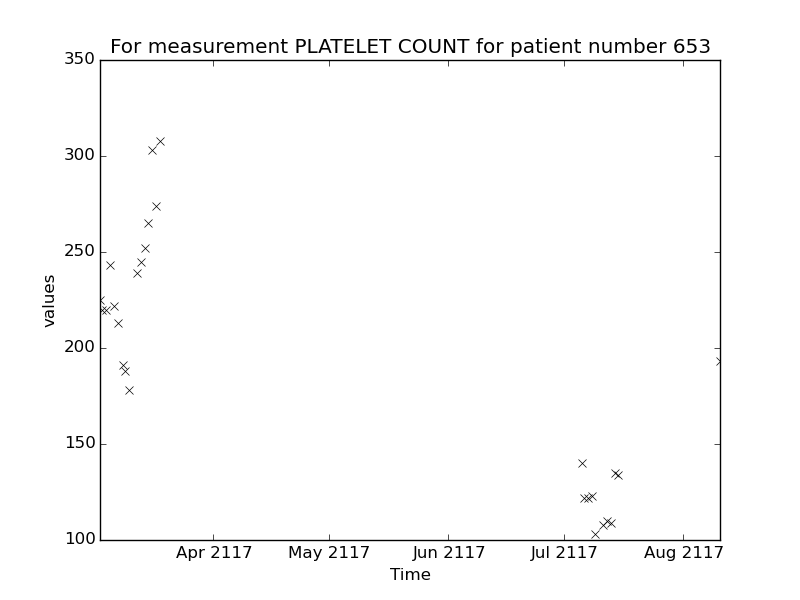 For measurement PLATELET COUNT for patient number 653
350
300
250
200
150
100
values
Apr 2117 May 2117 Jun 2117 Jul 2117 Aug 2117
Time